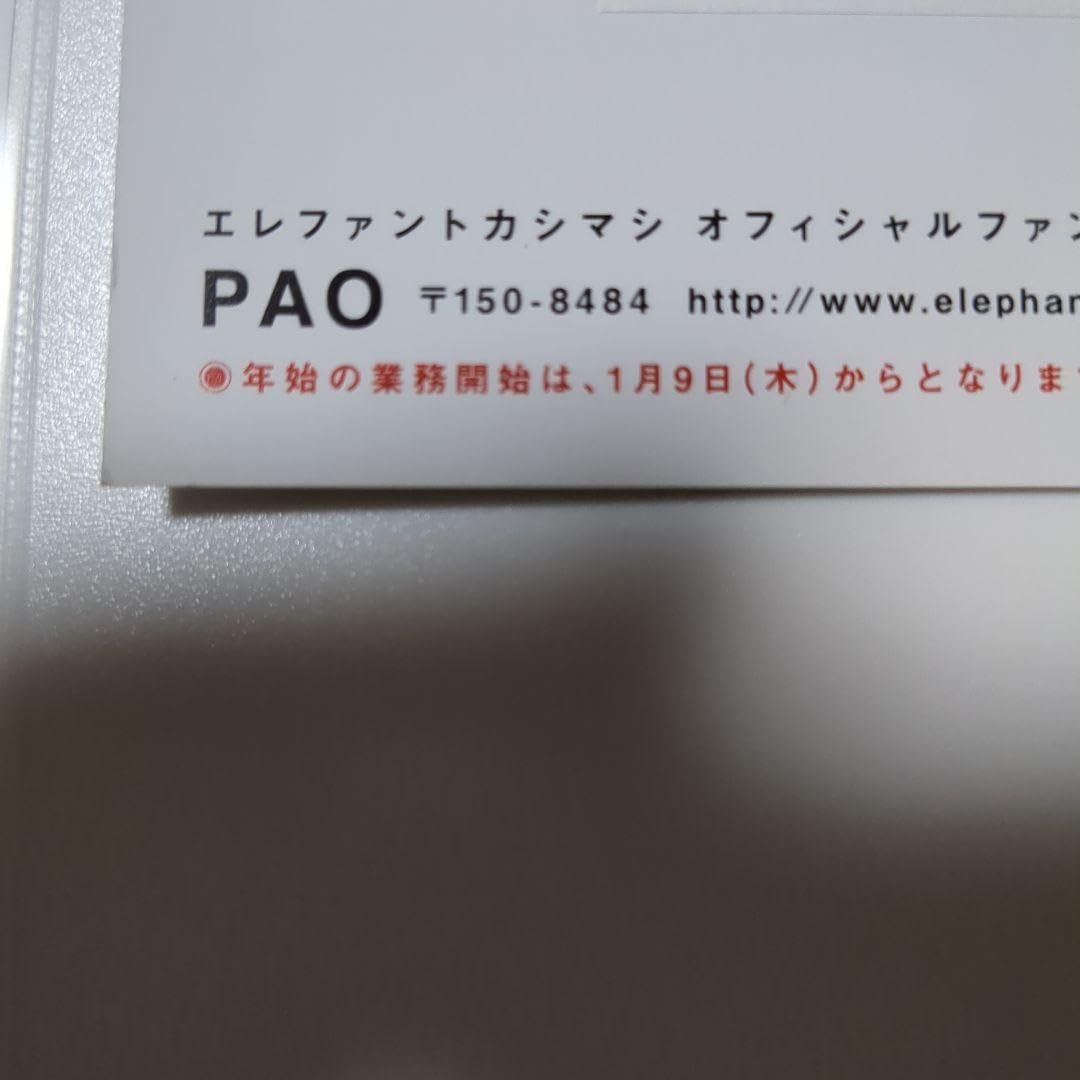 エレファントカシマシ オフィシャルファン
PAO 〒150-8484 http://www.elephan
◉年始の業務開始は、1月9日(木)からとなりま